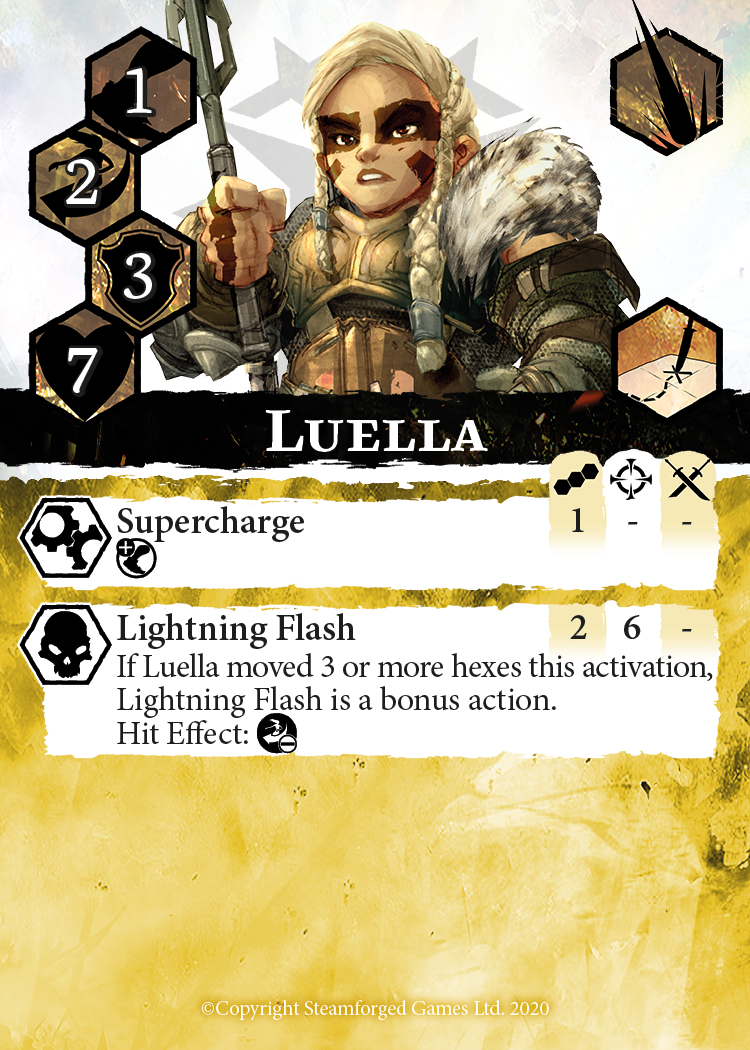 1
2
3
7
Luella
Supercharge 1 - -
Lightning Flash 2 6 -
If Luella moved 3 or more hexes this activation,
Lightning Flash is a bonus action.
Hit Effect:
©Copyright Steamforged Games Ltd. 2020